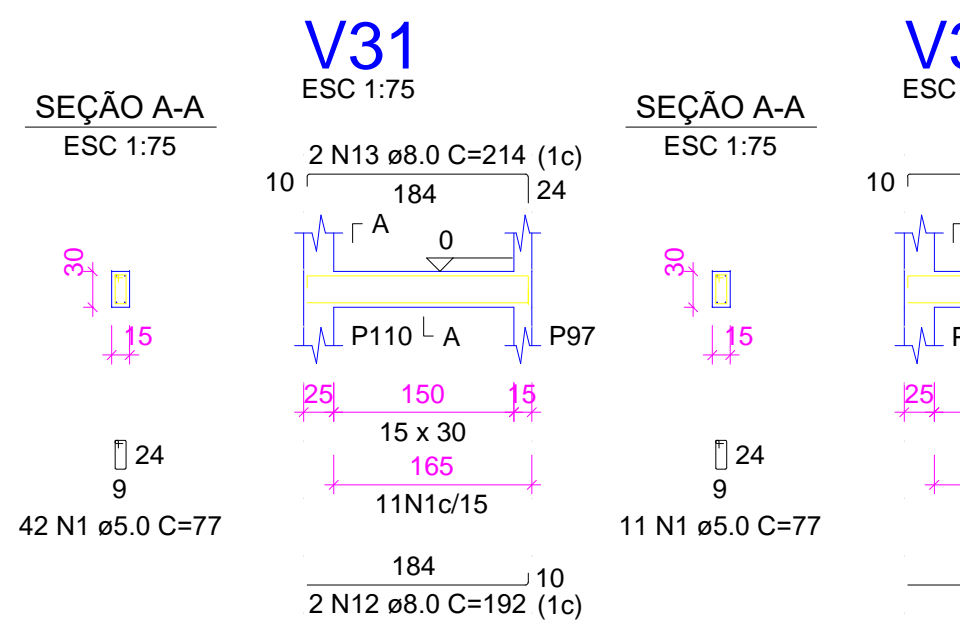 V31
ESC 1:75
SEÇÃO A-A
ESC 1:75
2 N13 ø8.0 C=214 (1c)
10
184
24
A
0
30
15
P110
A
P97
25
150
15
15 x 30
165
11N1c/15
24
9
42 N1 ø5.0 C=77
184
10
2 N12 ø8.0 C=192 (1c)
SEÇÃO A-A
ESC 1:75
30
15
24
9
11 N1 ø5.0 C=77
ESC
10
25